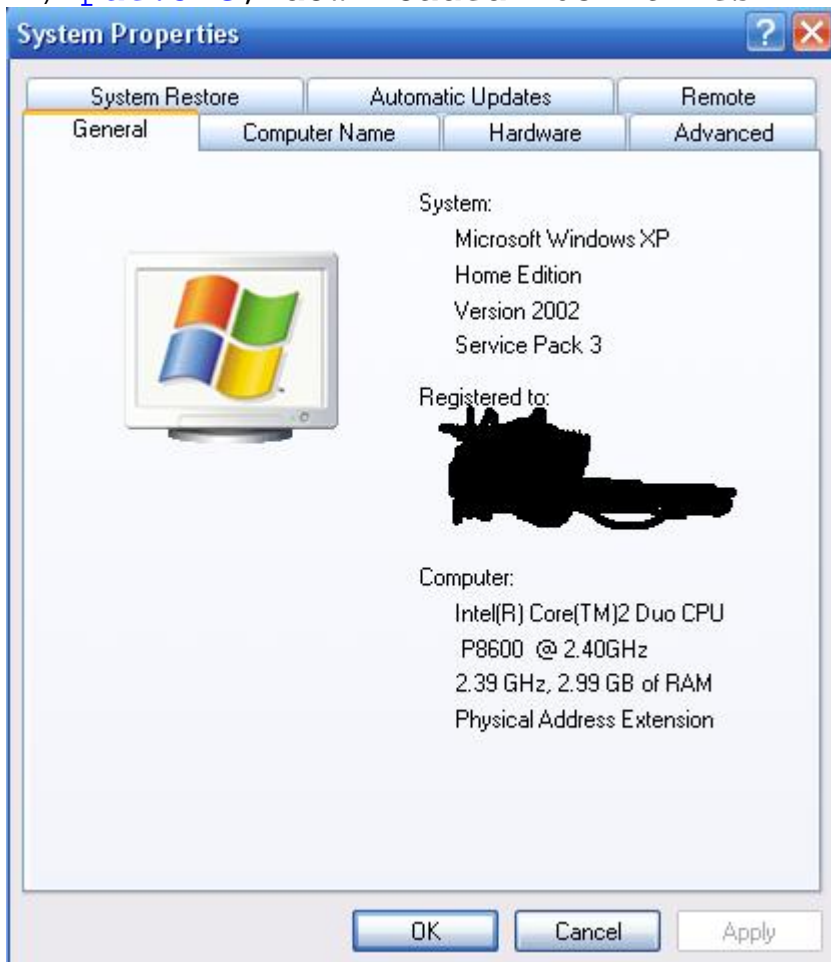 System Properties
System Restore
Automatic Updates
Remote
General
Computer Name
Hardware
Advanced
System:
Microsoft Windows XP
Home Edition
Version 2002
Service Pack 3
Registered to:
Computer:
Intel(R) Core(TM)2 Duo CPU
P8600 @ 2.40GHz
2.39 GHz, 2.99 GB of RAM
Physical Address Extension
OK
Cancel
Apply